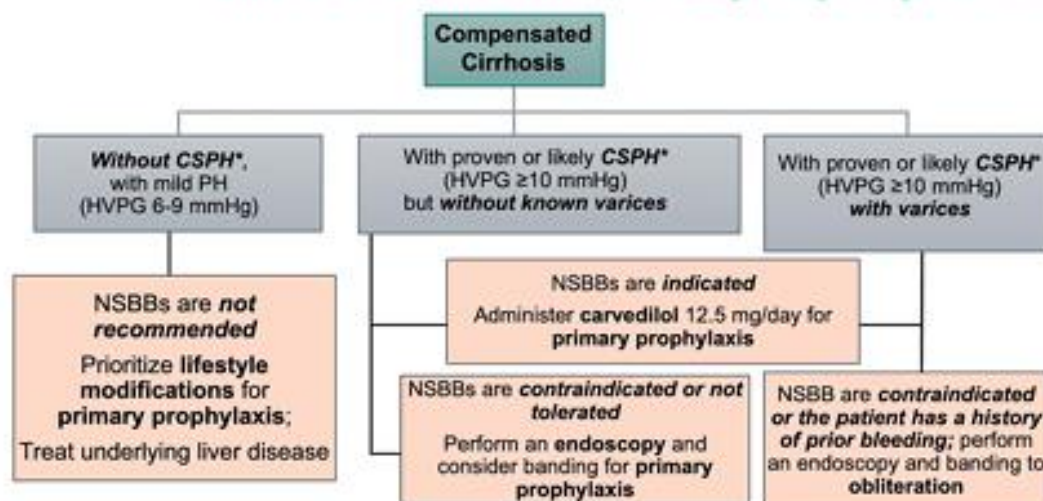 Compensated
Cirrhosis
Without CSPH*,
with mild PH
(HVPG 6-9 mmHg)
With proven or likely CSPH*
(HVPG ≥10 mmHg)
but without known varices
With proven or likely CSPH*
(HVPG ≥10 mmHg)
with varices
NSBBs are not
recommended
Prioritize lifestyle
modifications for
primary prophylaxis;
Treat underlying liver disease
NSBBs are indicated
Administer carvedilol 12.5 mg/day for
primary prophylaxis
NSBBs are contraindicated or not
tolerated
Perform an endoscopy and
consider banding for primary
prophylaxis
NSBB are contraindicated
or the patient has a history
of prior bleeding; perform
an endoscopy and banding to
obliteration